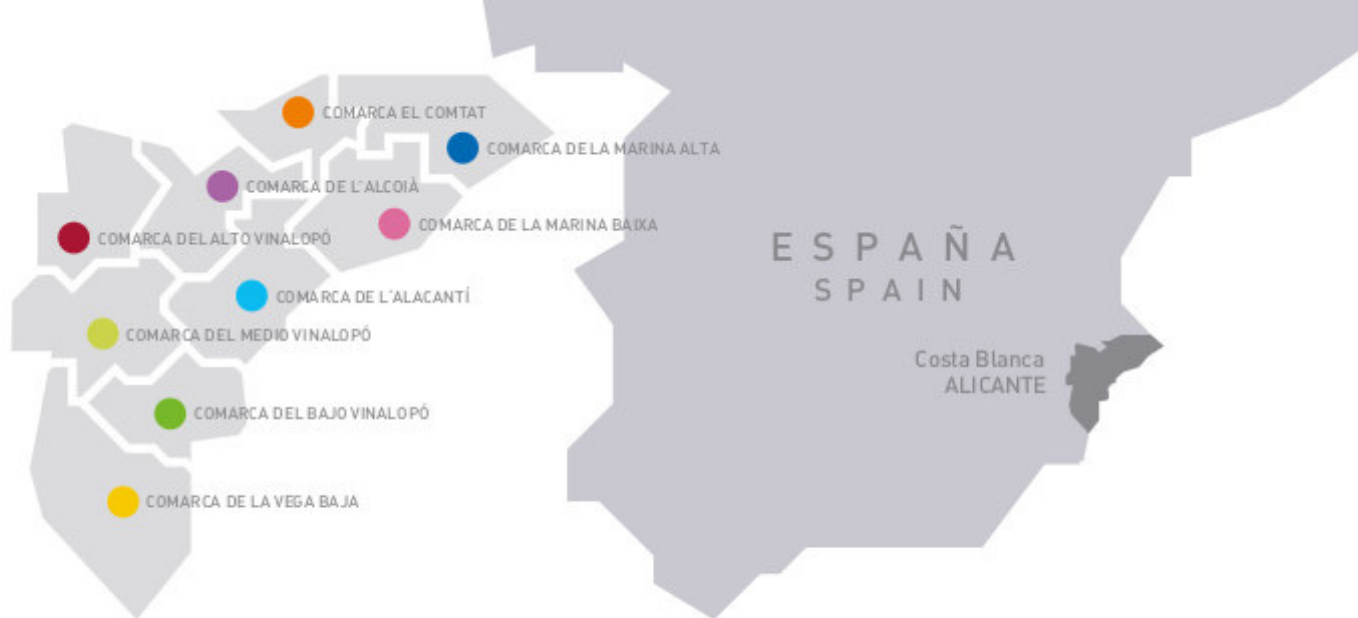 COMARCA EL COMTAT
COMARCA DE LA MARINA ALTA
COMARCA DE L´ALCOIÀ
COMARCA DE LA MARINA BAIXA
COMARCA DEL ALTO VINALOPÓ
COMARCA DE L´ALACANTÍ
COMARCA DEL MEDIO VINALOPÓ
COMARCA DEL BAJO VINALOPÓ
COMARCA DE LA VEGA BAJA
ESPAÑA
SPAIN
Costa Blanca
ALICANTE